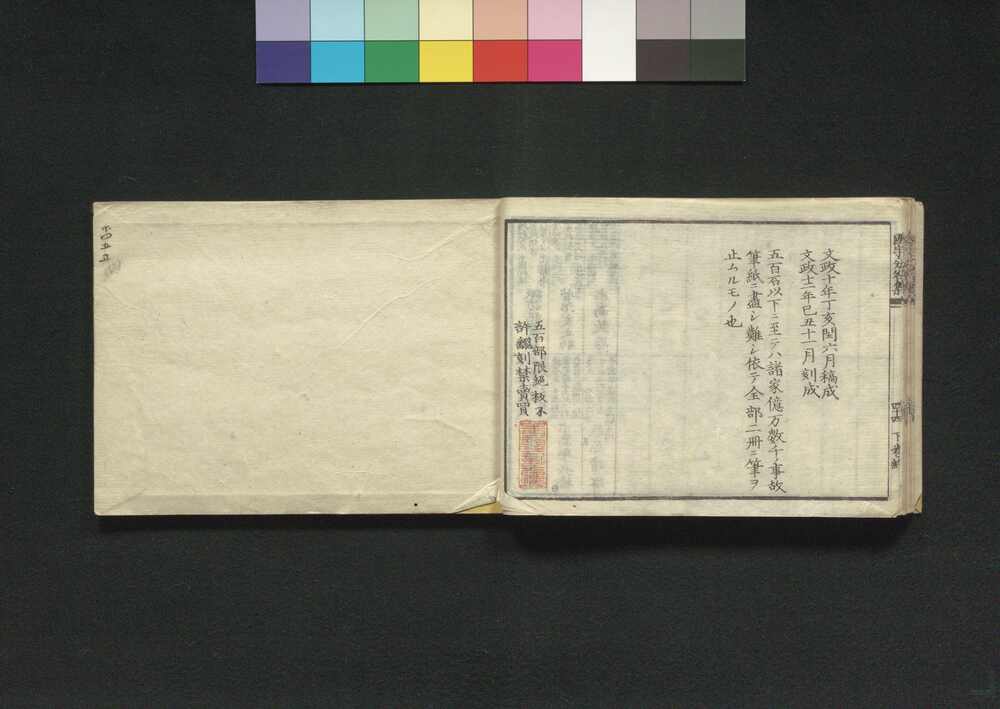 文政十年丁亥閏六月稿成
文政十二年己丑十一月刻成
五百石以下ニ至テハ諸家億万数千ノ事故
筆紙ニ盡シ難シ依テ全部二冊ニ筆ヲ
止ムルモノ也
五百部限絶板不
許飜刻禁賣買